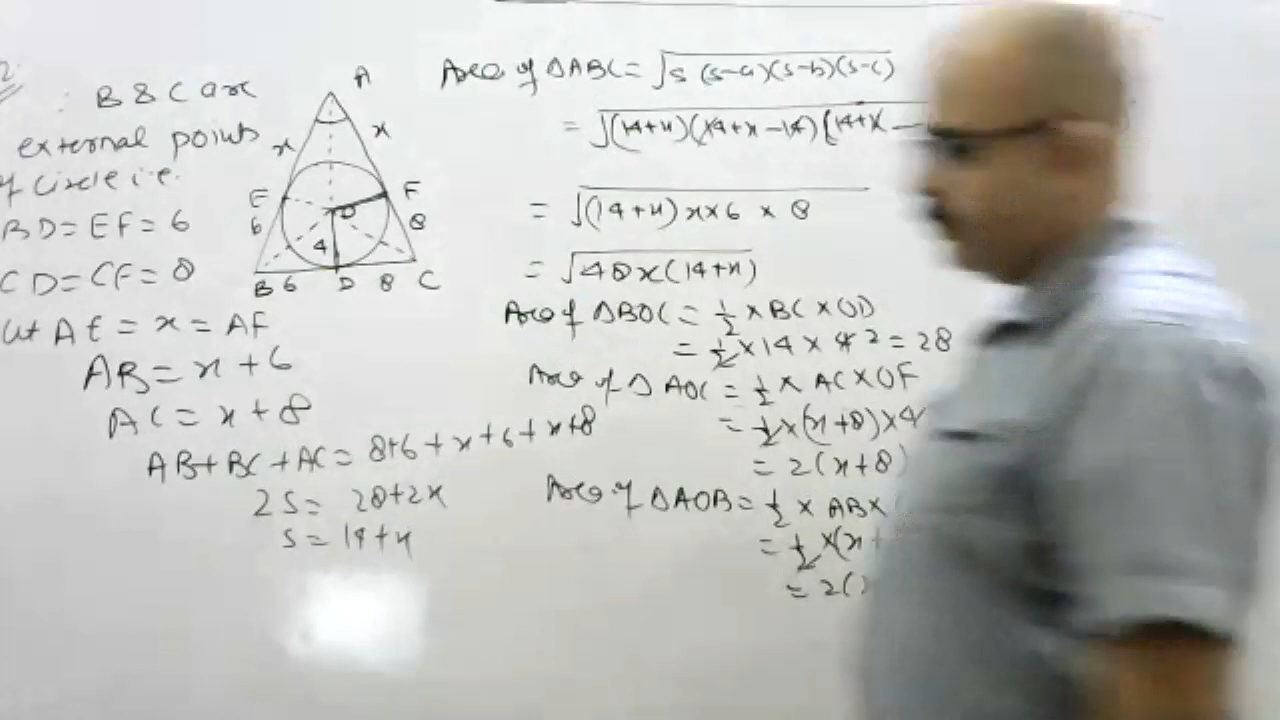 B & C are
external points
of circle i.e.
BD = EF = 6
CD = CF = 8
Let AE = x = AF
AB = x + 6
AC = x + 8
AB + BC + AC = 8+6 + x + 6 + x + 8
2S = 28 + 2x
S = 14 + x
A
x
x
E
F
6
O
8
4
B 6 D 8 C
Area of ΔABC = √s (s-a)(s-b)(s-c)
= √(14+x)(14+x-14)(14+x-
= √(14+x) x × 6 × 8
= √48x(14+x)
Area of ΔBOC = ½ × BC × OD
= ½ × 14 × 4 2 = 28
Area of Δ AOC = ½ × AC × OF
= ½ × (x+8) × 4
= 2(x+8)
Area of ΔAOB = ½ × AB ×
= ½ × (x +
= 2(